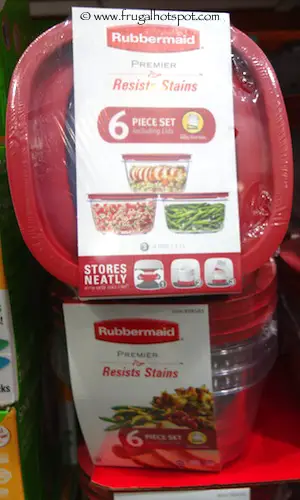 www.frugalhotspot.com
Rubbermaid
PREMIER
Resists Stains
6 PIECE SET
Including Lids
STORES
NEATLY
Rubbermaid
PREMIER
Resists Stains
6 PIECE SET
ks